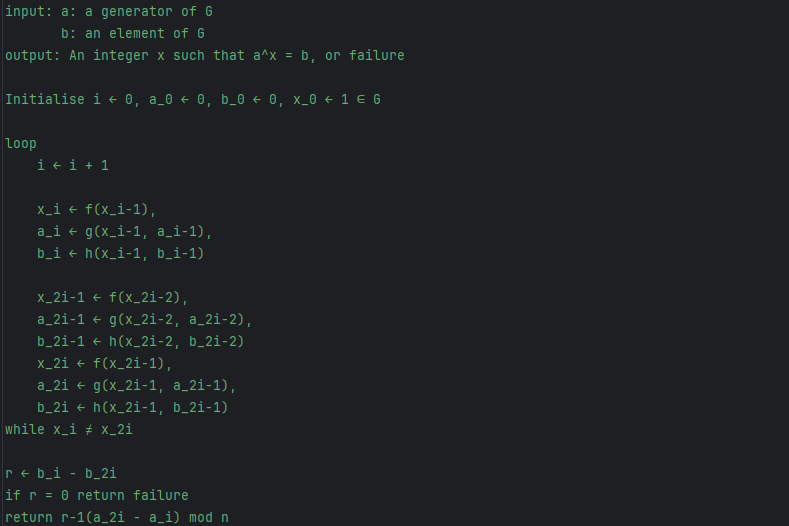 input: a: a generator of G
       b: an element of G
output: An integer x such that a^x = b, or failure

Initialise i ← 0, a_0 ← 0, b_0 ← 0, x_0 ← 1 ∈ G

loop
    i ← i + 1

    x_i ← f(x_i-1),
    a_i ← g(x_i-1, a_i-1),
    b_i ← h(x_i-1, b_i-1)

    x_2i-1 ← f(x_2i-2),
    a_2i-1 ← g(x_2i-2, a_2i-2),
    b_2i-1 ← h(x_2i-2, b_2i-2)
    x_2i ← f(x_2i-1),
    a_2i ← g(x_2i-1, a_2i-1),
    b_2i ← h(x_2i-1, b_2i-1)
while x_i ≠ x_2i

r ← b_i - b_2i
if r = 0 return failure
return r-1(a_2i - a_i) mod n